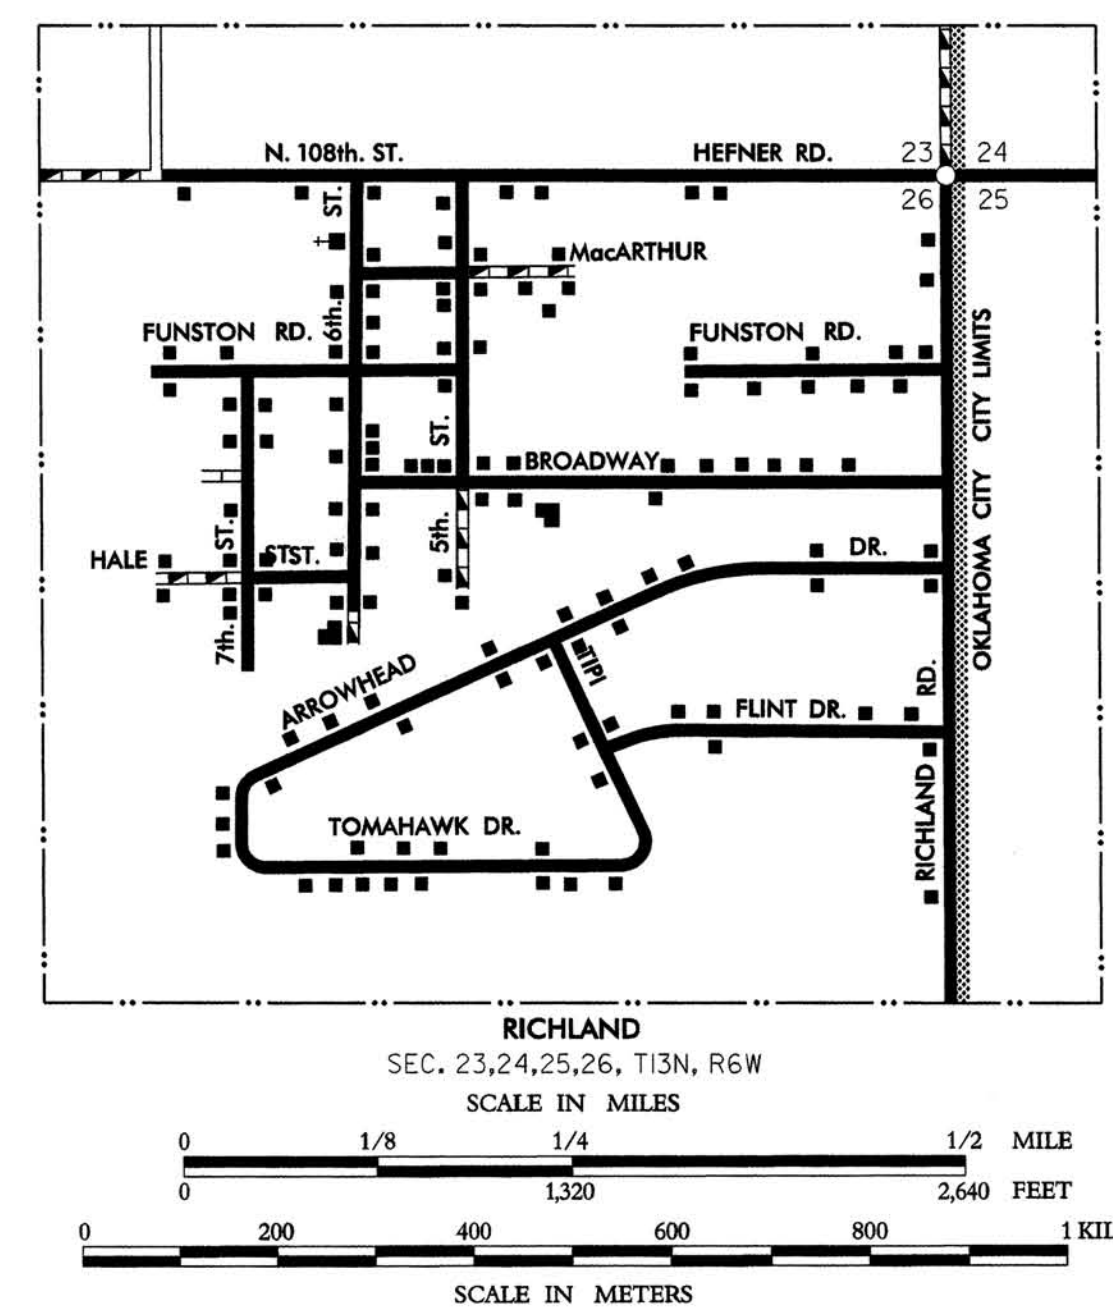 N. 108th. ST.
HEFNER RD.
23 24
26 25
6th. ST.
MacARTHUR
FUNSTON RD.
FUNSTON RD.
OKLAHOMA CITY CITY LIMITS
5th. ST.
BROADWAY
HALE STST.
7th. ST.
DR.
ARROWHEAD
TIPI
FLINT DR.
RICHLAND RD.
TOMAHAWK DR.
RICHLAND
SEC. 23,24,25,26, T13N, R6W
SCALE IN MILES
0 1/8 1/4 1/2 MILE
0 1,320 2,640 FEET
0 200 400 600 800 1 KIL
SCALE IN METERS